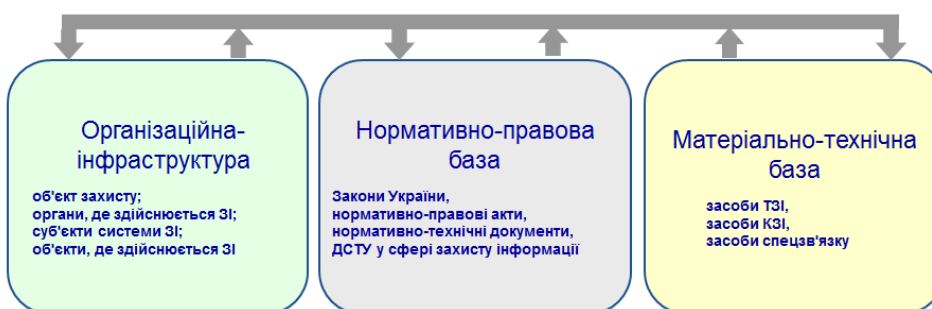 Організаційна-
інфраструктура
об'єкт захисту;
органи, де здійснюється ЗІ;
суб'єкти системи ЗІ;
об'єкти, де здійснюється ЗІ
Нормативно-правова
база
Закони України,
нормативно-правові акти,
нормативно-технічні документи,
ДСТУ у сфері захисту інформації
Матеріально-технічна
база
засоби ТЗІ,
засоби КЗІ,
засоби спецзв'язку